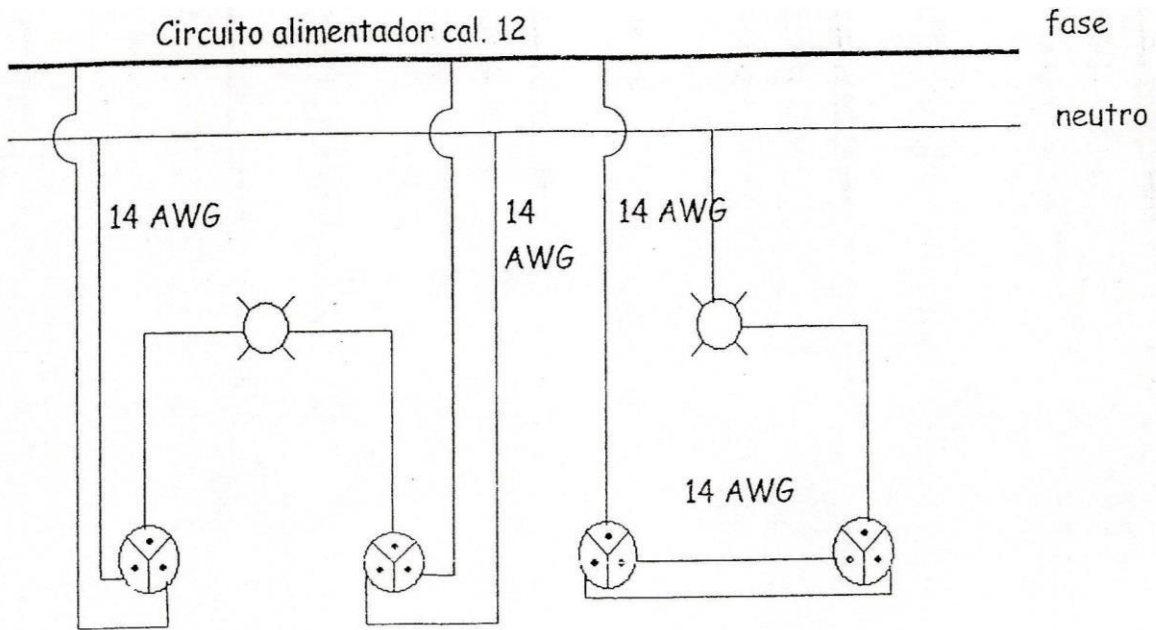 Circuito alimentador cal. 12
fase
neutro
14 AWG
14
AWG
14 AWG
14 AWG